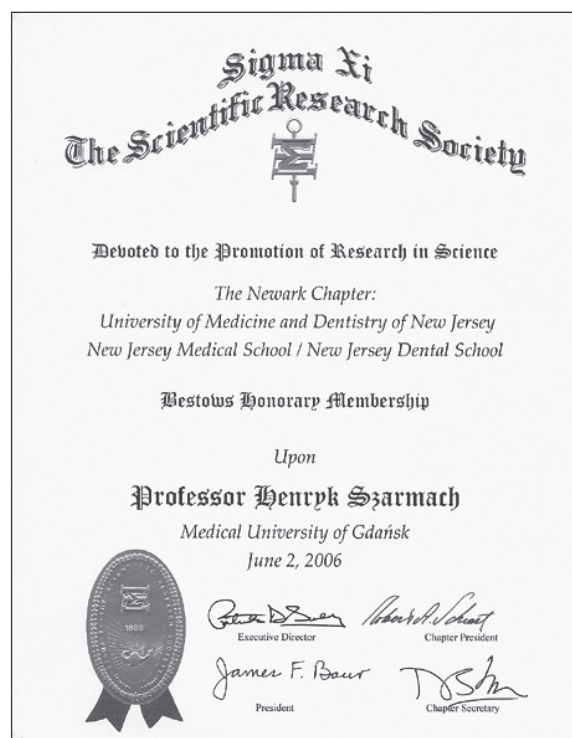 Sigma Xi
The Scientific Research Society
Devoted to the Promotion of Research in Science
The Newark Chapter:
University of Medicine and Dentistry of New Jersey
New Jersey Medical School / New Jersey Dental School
Bestows Honorary Membership
Upon
Professor Henryk Szarmach
Medical University of Gdańsk
June 2, 2006
1886
Executive Director
Chapter President
James F. Baur
President
Chapter Secretary